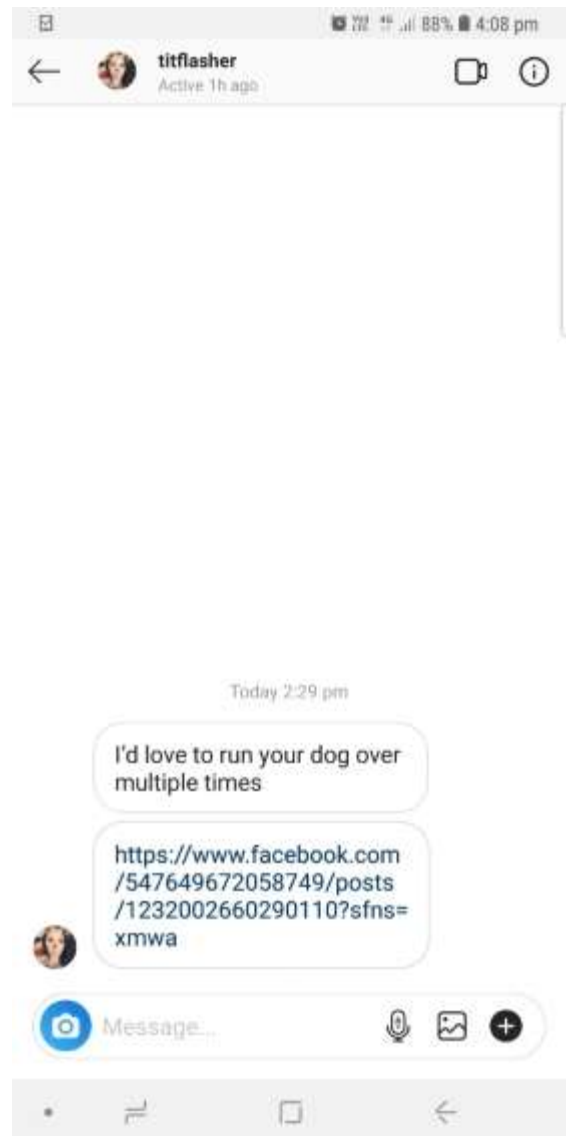 88% 4:08 pm
titflasher
Active 1h ago
Today 2:29 pm
I'd love to run your dog over
multiple times
https://www.facebook.com
/547649672058749/posts
/1232002660290110?sfns=
xmwa
Message...